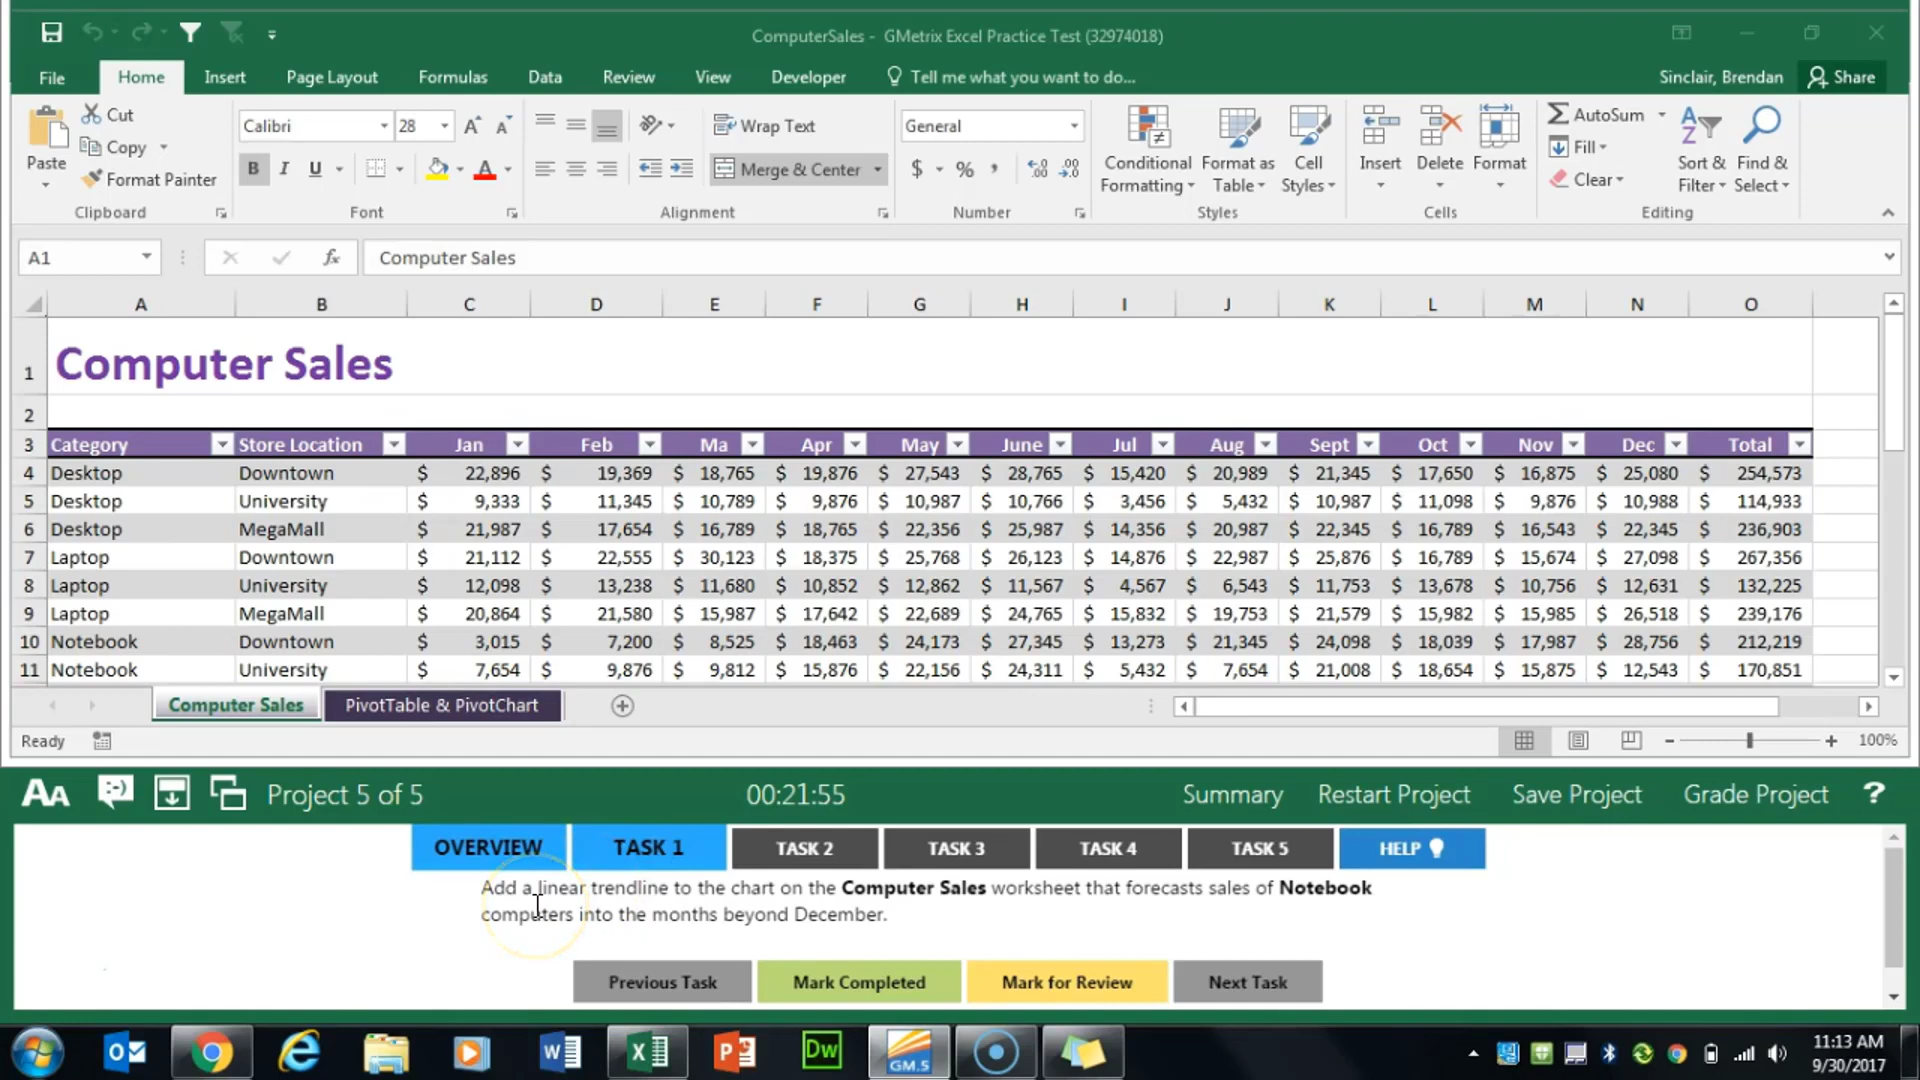 ComputerSales - GMetrix Excel Practice Test (32974018)
File Home Insert Page Layout Formulas Data Review View Developer Tell me what you want to do... Sinclair, Brendan Share
Paste Cut Copy Format Painter
Clipboard
Calibri 28 A A
B I U A
Font
Wrap Text
Merge & Center
Alignment
General
$ % ,
Number
Conditional Formatting
Format as Table
Cell Styles
Styles
Insert Delete Format
Cells
AutoSum
Fill
Clear
Sort & Filter
Find & Select
Editing
A1 fx Computer Sales
A B C D E F G H I J K L M N O
1 Computer Sales
2
3 Category Store Location Jan Feb Ma Apr May June Jul Aug Sept Oct Nov Dec Total
4 Desktop Downtown $ 22,896 $ 19,369 $ 18,765 $ 19,876 $ 27,543 $ 28,765 $ 15,420 $ 20,989 $ 21,345 $ 17,650 $ 16,875 $ 25,080 $ 254,573
5 Desktop University $ 9,333 $ 11,345 $ 10,789 $ 9,876 $ 10,987 $ 10,766 $ 3,456 $ 5,432 $ 10,987 $ 11,098 $ 9,876 $ 10,988 $ 114,933
6 Desktop MegaMall $ 21,987 $ 17,654 $ 16,789 $ 18,765 $ 22,356 $ 25,987 $ 14,356 $ 20,987 $ 22,345 $ 16,789 $ 16,543 $ 22,345 $ 236,903
7 Laptop Downtown $ 21,112 $ 22,555 $ 30,123 $ 18,375 $ 25,768 $ 26,123 $ 14,876 $ 22,987 $ 25,876 $ 16,789 $ 15,674 $ 27,098 $ 267,356
8 Laptop University $ 12,098 $ 13,238 $ 11,680 $ 10,852 $ 12,862 $ 11,567 $ 4,567 $ 6,543 $ 11,753 $ 13,678 $ 10,756 $ 12,631 $ 132,225
9 Laptop MegaMall $ 20,864 $ 21,580 $ 15,987 $ 17,642 $ 22,689 $ 24,765 $ 15,832 $ 19,753 $ 21,579 $ 15,982 $ 15,985 $ 26,518 $ 239,176
10 Notebook Downtown $ 3,015 $ 7,200 $ 8,525 $ 18,463 $ 24,173 $ 27,345 $ 13,273 $ 21,345 $ 24,098 $ 18,039 $ 17,987 $ 28,756 $ 212,219
11 Notebook University $ 7,654 $ 9,876 $ 9,812 $ 15,876 $ 22,156 $ 24,311 $ 5,432 $ 7,654 $ 21,008 $ 18,654 $ 15,875 $ 12,543 $ 170,851
Computer Sales PivotTable & PivotChart
Ready 100%
AA Project 5 of 5 00:21:55 Summary Restart Project Save Project Grade Project ?
OVERVIEW TASK 1 TASK 2 TASK 3 TASK 4 TASK 5 HELP
Add a linear trendline to the chart on the Computer Sales worksheet that forecasts sales of Notebook
computers into the months beyond December.
Previous Task Mark Completed Mark for Review Next Task
Dw GM.5
11:13 AM
9/30/2017